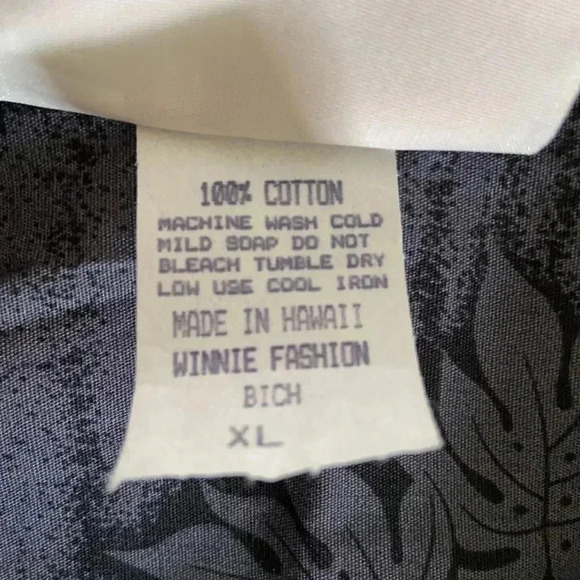 100% COTTON
MACHINE WASH COLD
MILD SOAP DO NOT
BLEACH TUMBLE DRY
LOW USE COOL IRON
MADE IN HAWAII
WINNIE FASHION
BICH
XL